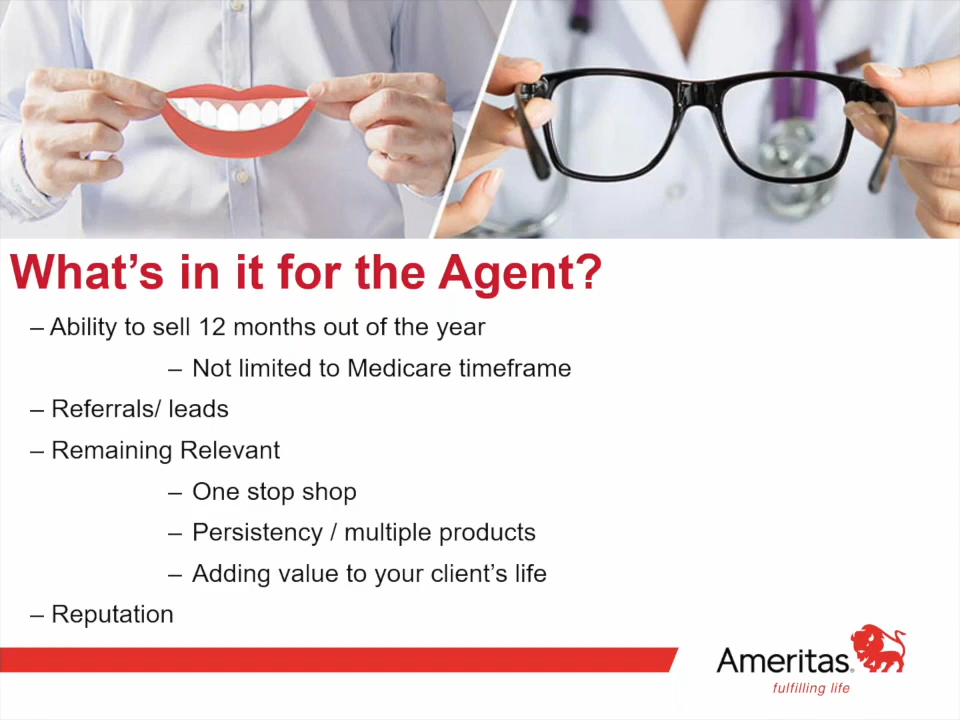 What's in it for the Agent?
– Ability to sell 12 months out of the year
– Not limited to Medicare timeframe
– Referrals/ leads
– Remaining Relevant
– One stop shop
– Persistency / multiple products
– Adding value to your client's life
– Reputation
Ameritas®
fulfilling life